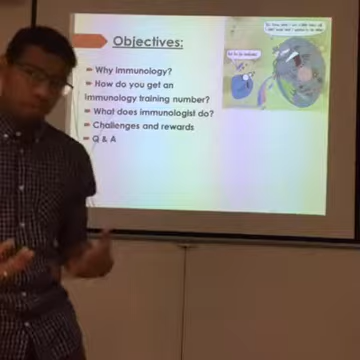 Objectives:
Why immunology?
How do you get an
Immunology training number?
What does immunologist do?
Challenges and rewards
Q & A